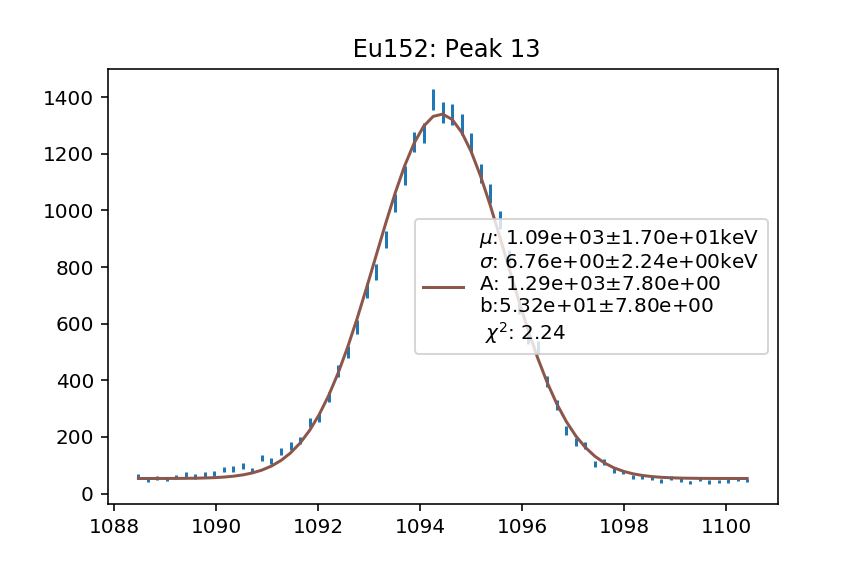 Eu152: Peak 13
1400
1200
1000
800
600
400
200
0
μ: 1.09e+03±1.70e+01keV
σ: 6.76e+00±2.24e+00keV
A: 1.29e+03±7.80e+00
b:5.32e+01±7.80e+00
χ²: 2.24
1088 1090 1092 1094 1096 1098 1100